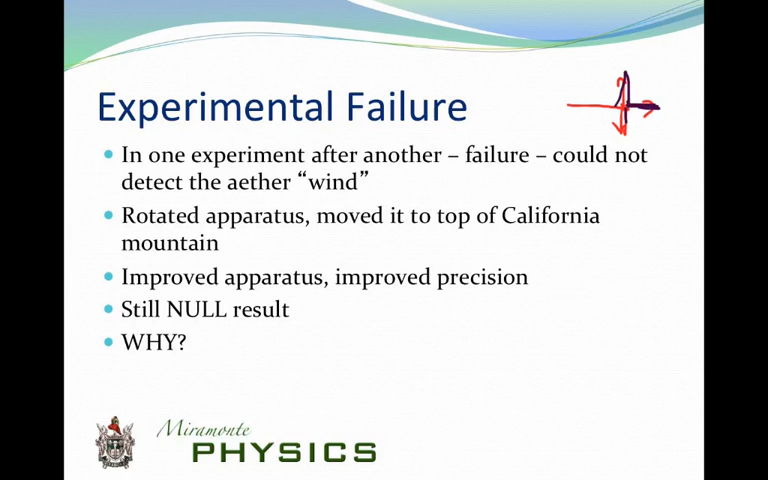 Experimental Failure
In one experiment after another – failure – could not
detect the aether “wind”
Rotated apparatus, moved it to top of California
mountain
Improved apparatus, improved precision
Still NULL result
WHY?
Miramonte
PHYSICS